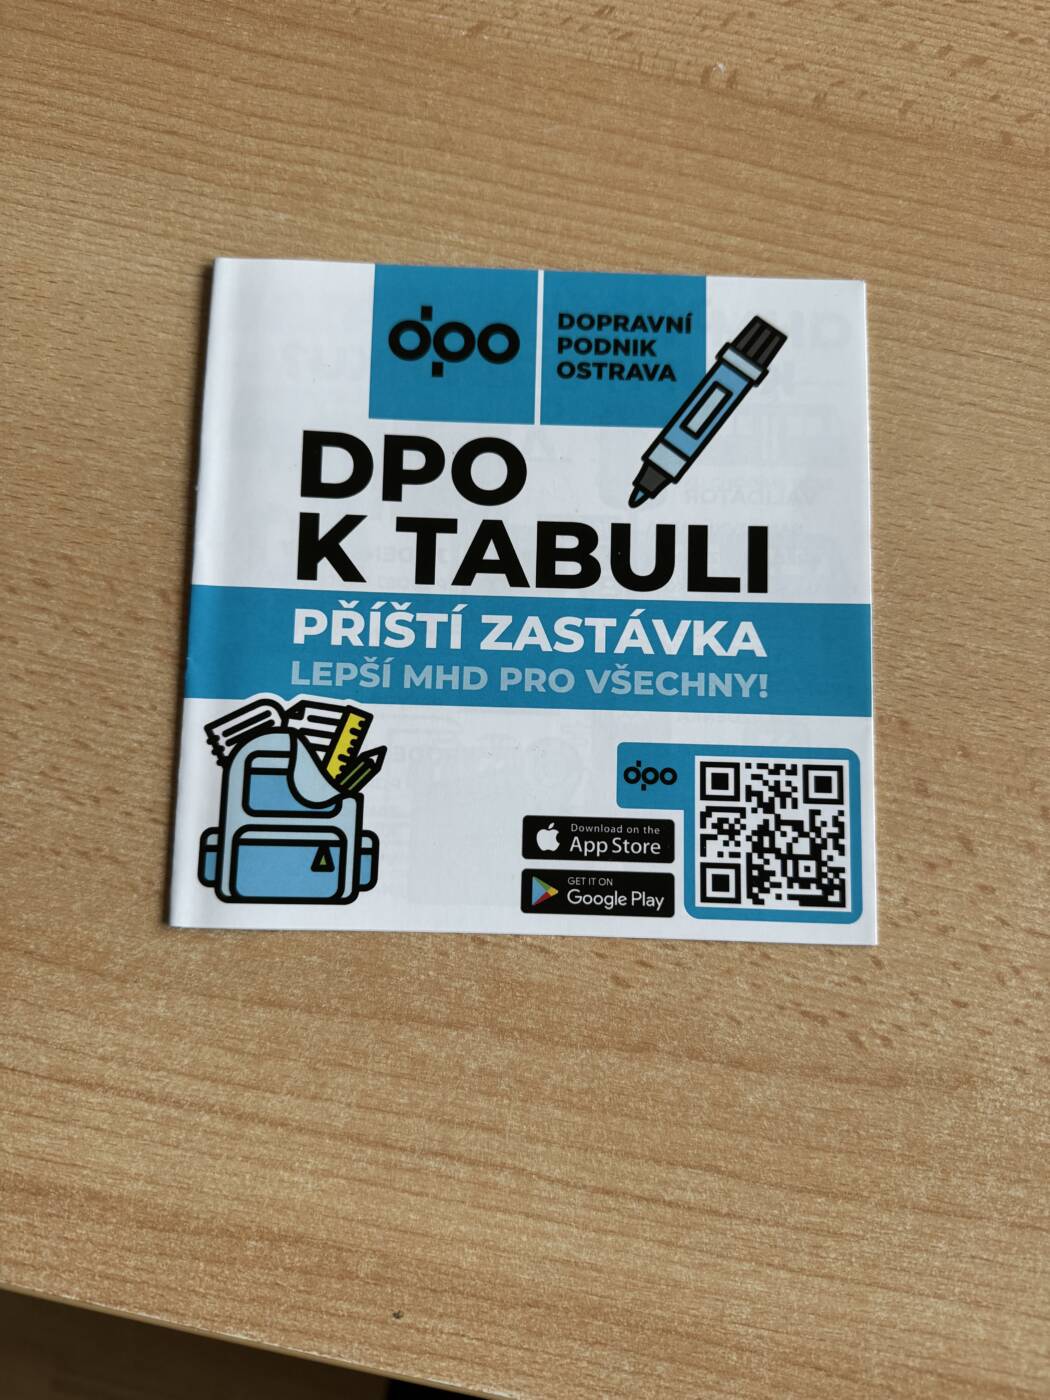 dpo
DOPRAVNÍ
PODNIK
OSTRAVA
DPO
K TABULI
PŘÍŠTÍ ZASTÁVKA
LEPŠÍ MHD PRO VŠECHNY!
dpo
Download on the
App Store
GET IT ON
Google Play